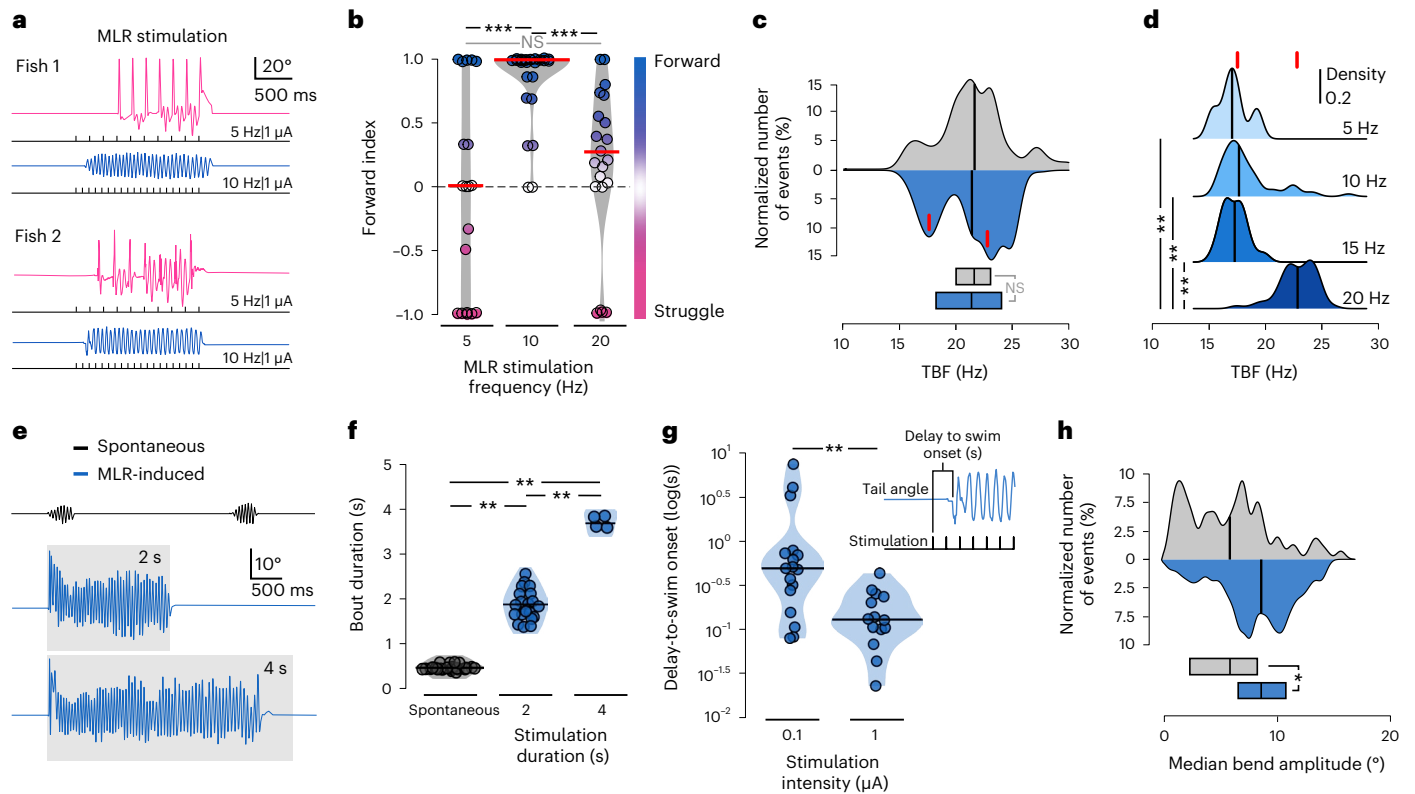 a
MLR stimulation
Fish 1
20°
500 ms
5 Hz|1 µA
10 Hz|1 µA
Fish 2
5 Hz|1 µA
10 Hz|1 µA
b
*** ***
NS
1.0
0.5
0
–0.5
–1.0
Forward index
Forward
Struggle
5 10 20
MLR stimulation
frequency (Hz)
c
Normalized number
of events (%)
15
10
5
0
5
10
15
NS
10 15 20 25 30
TBF (Hz)
d
Density
0.2
5 Hz
10 Hz
15 Hz
20 Hz
** ** **
10 15 20 25 30
TBF (Hz)
e
Spontaneous
MLR-induced
2 s
10°
500 ms
4 s
f
Bout duration (s)
5
4
3
2
1
0
**
** **
Spontaneous 2 4
Stimulation
duration (s)
g
Delay-to-swim onset (log(s))
10^1
10^0.5
10^0
10^–0.5
10^–1
10^–1.5
10^–2
**
Delay to swim
onset (s)
Tail angle
Stimulation
0.1 1
Stimulation
intensity (µA)
h
Normalized number
of events (%)
10
7.5
2.5
0
2.5
7.5
10
*
0 10 20
Median bend amplitude (°)